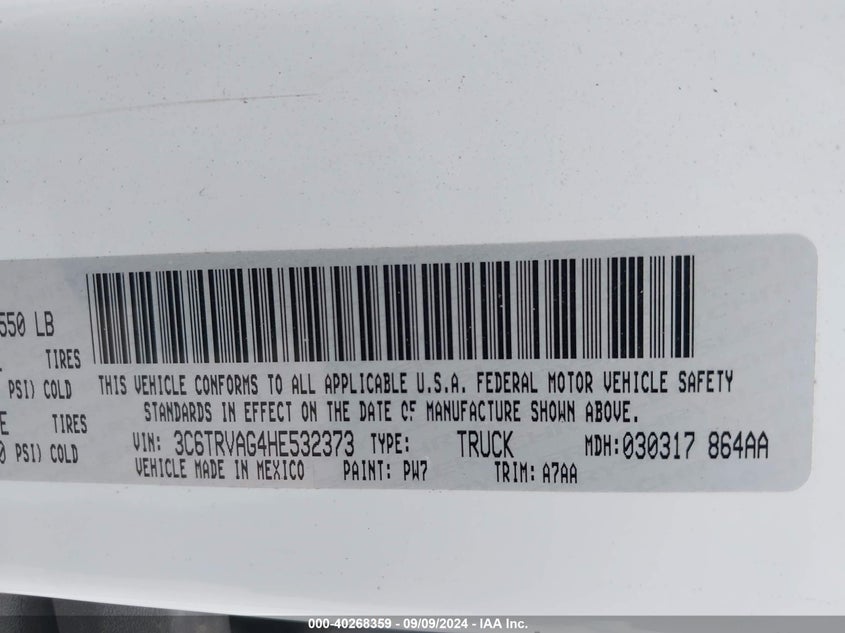 550 LB
TIRES
PSI) COLD
TIRES
PSI) COLD
THIS VEHICLE CONFORMS TO ALL APPLICABLE U.S.A. FEDERAL MOTOR VEHICLE SAFETY
STANDARDS IN EFFECT ON THE DATE OF MANUFACTURE SHOWN ABOVE.
VIN: 3C6TRVAG4HE532373 TYPE: TRUCK MDH:030317 864AA
VEHICLE MADE IN MEXICO PAINT: PW7 TRIM: A7AA
000-40268359 - 09/09/2024 - IAA Inc.